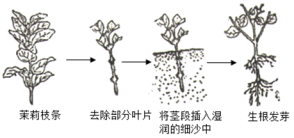 茉莉枝条
去除部分叶片
将茎段插入湿
润的细沙中
生根发芽